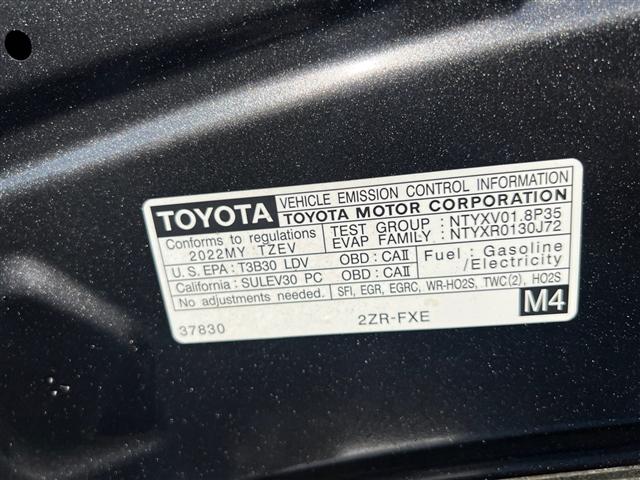 TOYOTA VEHICLE EMISSION CONTROL INFORMATION
TOYOTA MOTOR CORPORATION
Conforms to regulations TEST GROUP : NTYXV01.8P35
2022MY TZEV EVAP FAMILY : NTYXR0130J72
U.S. EPA : T3B30 LDV OBD : CAII Fuel : Gasoline
California : SULEV30 PC OBD : CAII /Electricity
No adjustments needed. SFI, EGR, EGRC, WR-HO2S, TWC(2), HO2S
37830 2ZR-FXE M4